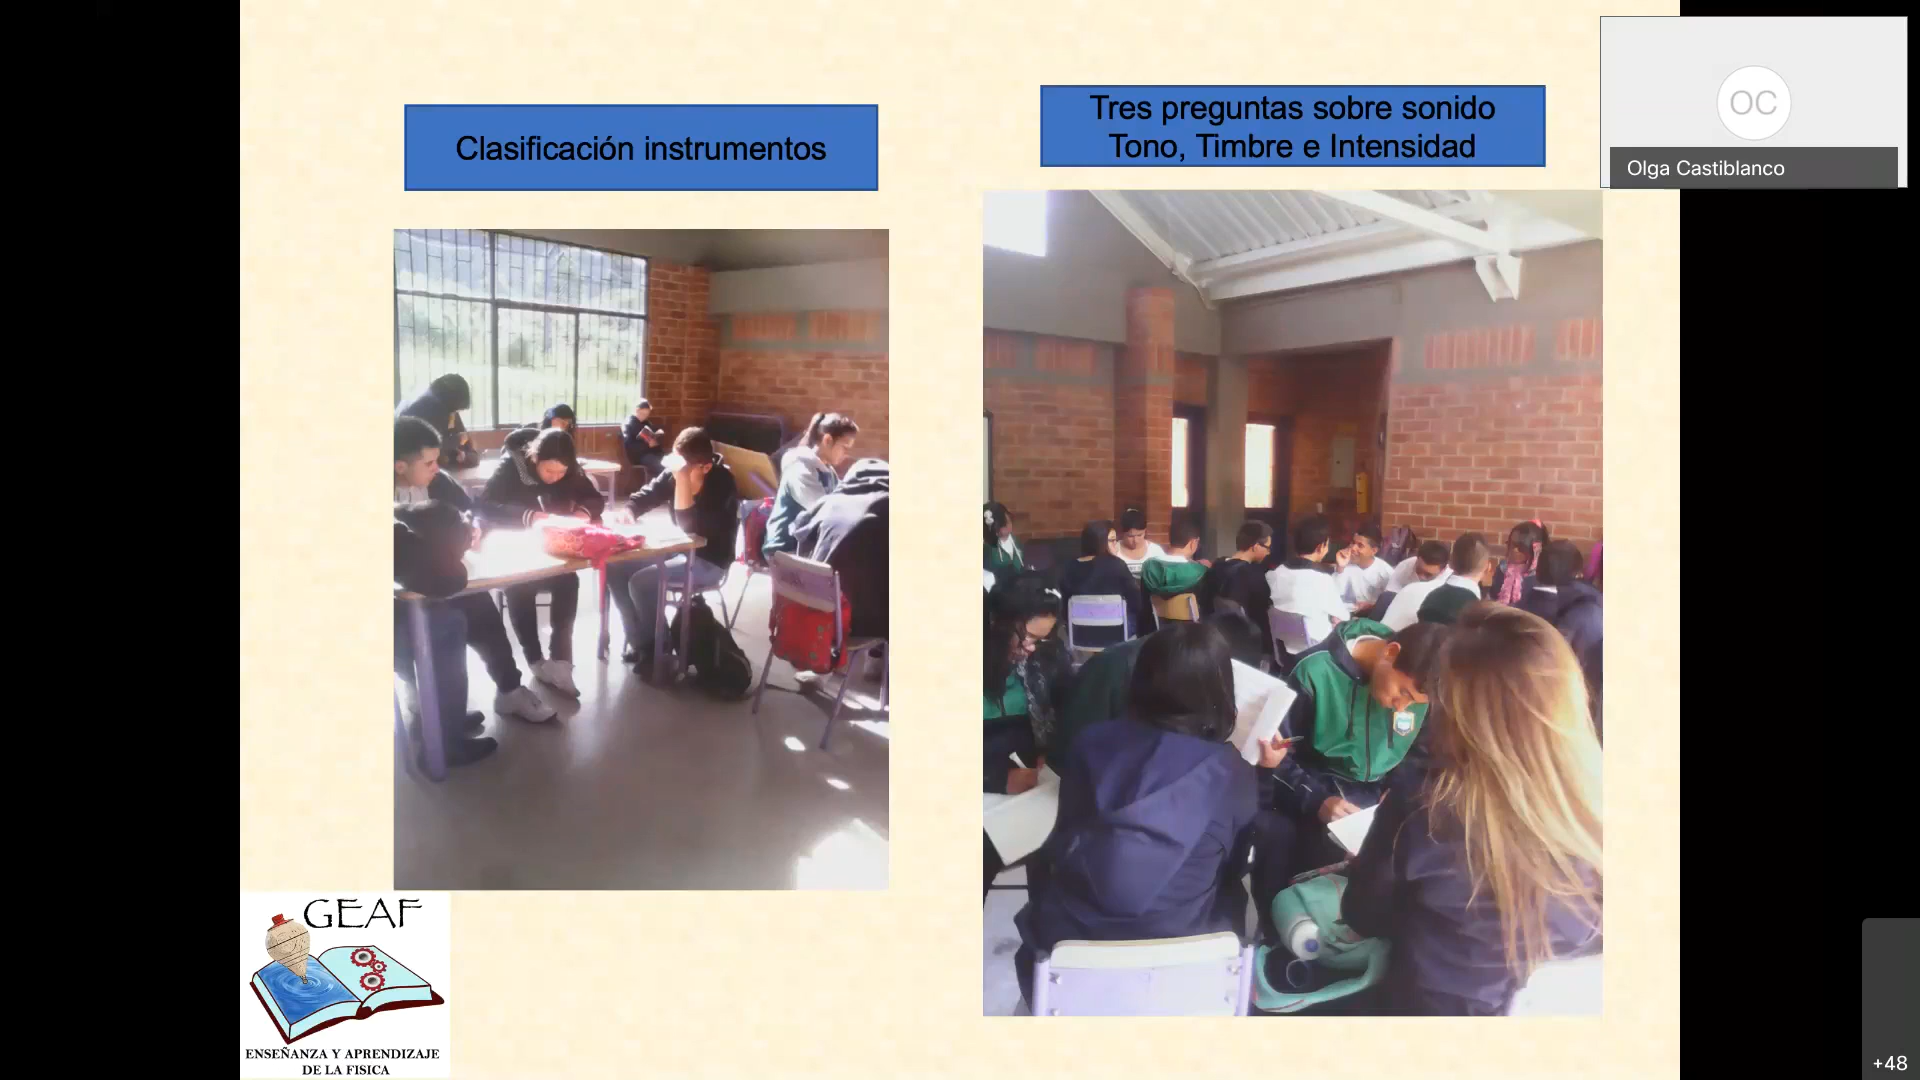 Clasificación instrumentos
Tres preguntas sobre sonido
Tono, Timbre e Intensidad
OC
Olga Castiblanco
GEAF
ENSEÑANZA Y APRENDIZAJE
DE LA FISICA
+48